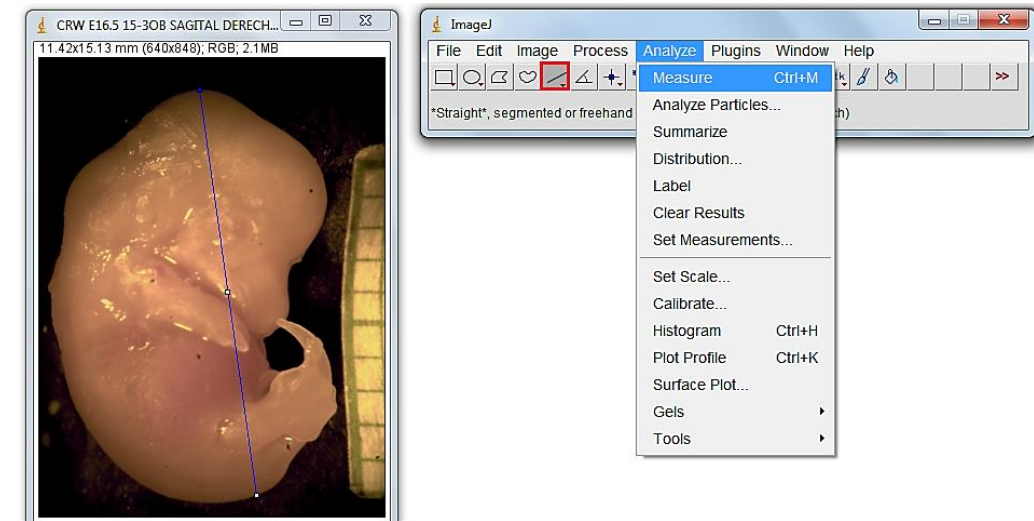 CRW E16.5 15-3OB SAGITAL DERECH...
11.42x15.13 mm (640x848); RGB; 2.1MB
ImageJ
File Edit Image Process Analyze Plugins Window Help
*Straight*, segmented or freehand
Measure Ctrl+M
Analyze Particles...
Summarize
Distribution...
Label
Clear Results
Set Measurements...
Set Scale...
Calibrate...
Histogram Ctrl+H
Plot Profile Ctrl+K
Surface Plot...
Gels
Tools